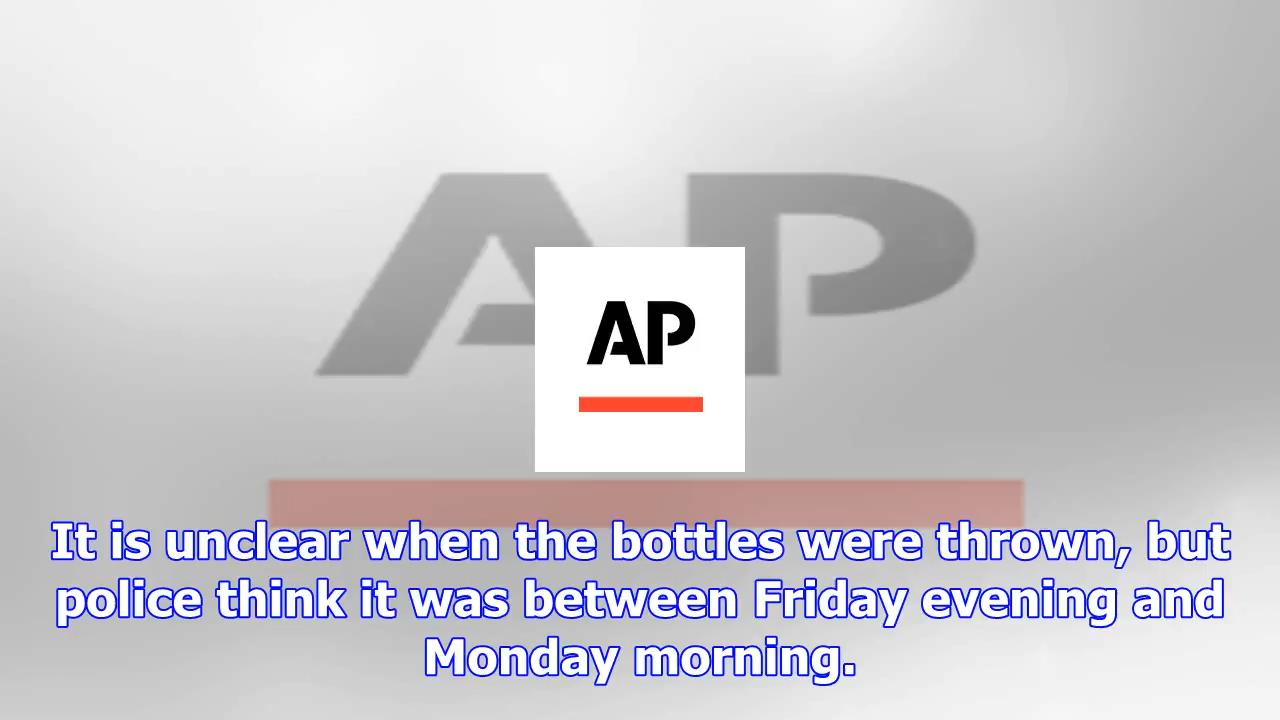 AP
AP
It is unclear when the bottles were thrown, but
police think it was between Friday evening and
Monday morning.